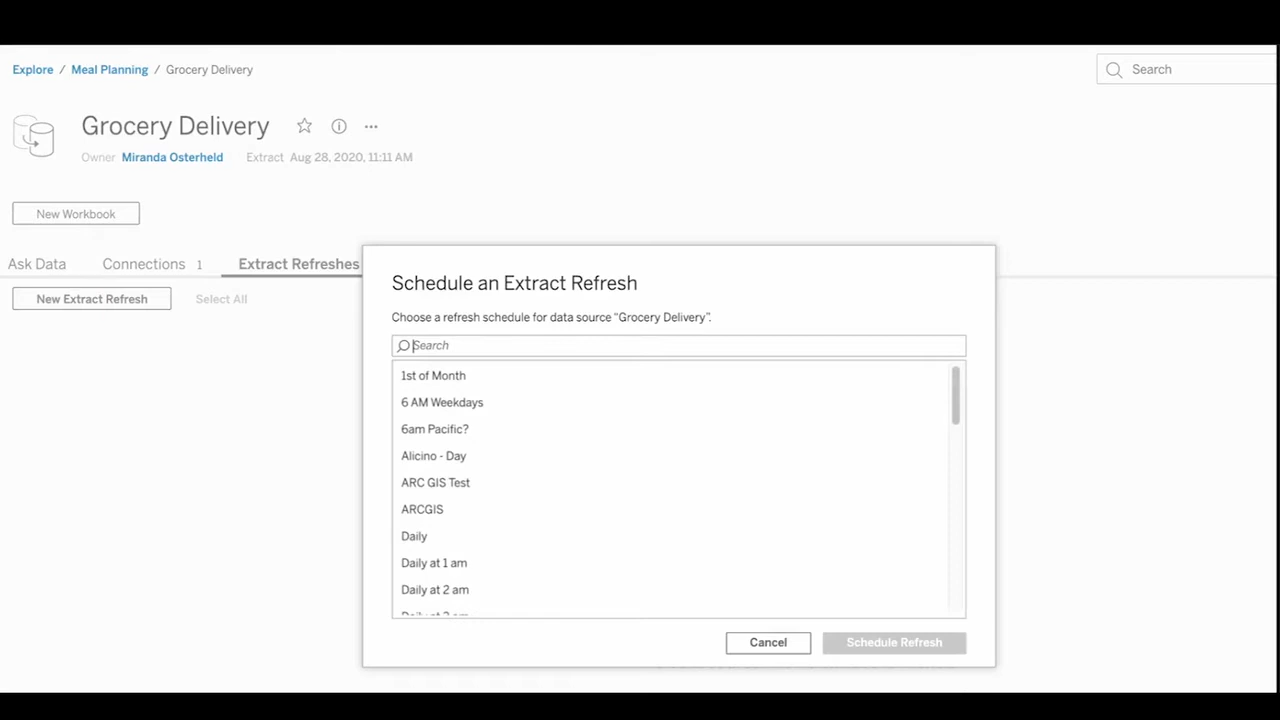 Explore / Meal Planning / Grocery Delivery
Search
Grocery Delivery
Owner Miranda Osterheld Extract Aug 28, 2020, 11:11 AM
New Workbook
Ask Data Connections 1 Extract Refreshes
New Extract Refresh Select All
Schedule an Extract Refresh
Choose a refresh schedule for data source “Grocery Delivery”.
Search
1st of Month
6 AM Weekdays
6am Pacific?
Alicino - Day
ARC GIS Test
ARCGIS
Daily
Daily at 1 am
Daily at 2 am
Cancel Schedule Refresh